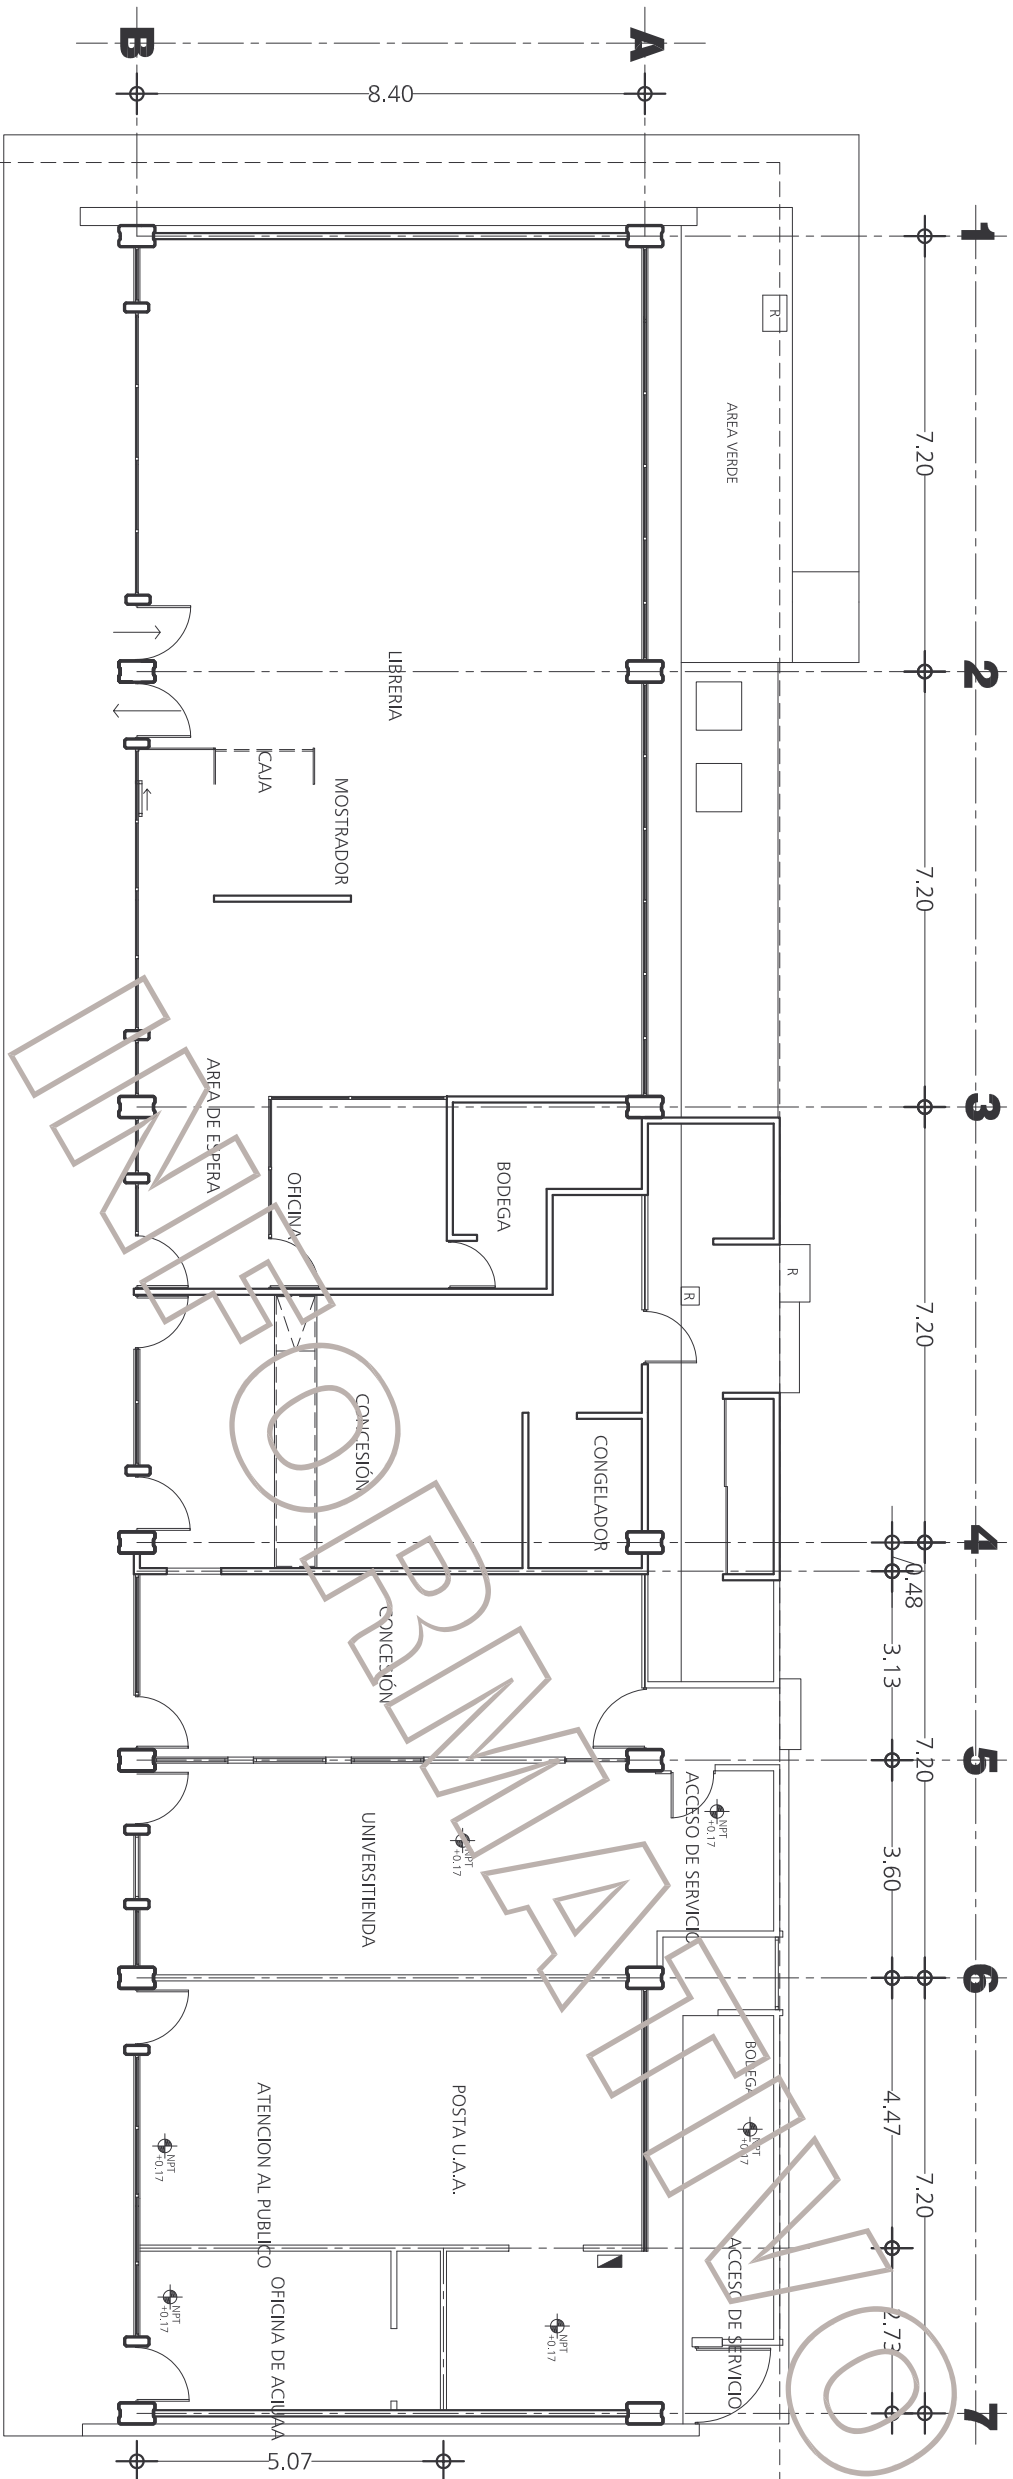 B
A
8.40
1
2
3
4
5
6
7
7.20
7.20
7.20
7.20
7.20
0.48
3.13
3.60
4.47
2.73
5.07
R
AREA VERDE
LIBRERIA
CAJA
MOSTRADOR
AREA DE ESPERA
OFICINA
BODEGA
R
R
CONCESIÓN
CONGELADOR
CONCESIÓN
UNIVERSITIENDA
NPT
+0.17
ACCESO DE SERVICIO
NPT
+0.17
POSTA U.A.A.
ATENCION AL PUBLICO
NPT
+0.17
BODEGA
NPT
+0.17
ACCESO DE SERVICIO
OFICINA DE ACIUAA
NPT
+0.17
NPT
+0.17
INFORMATIVO